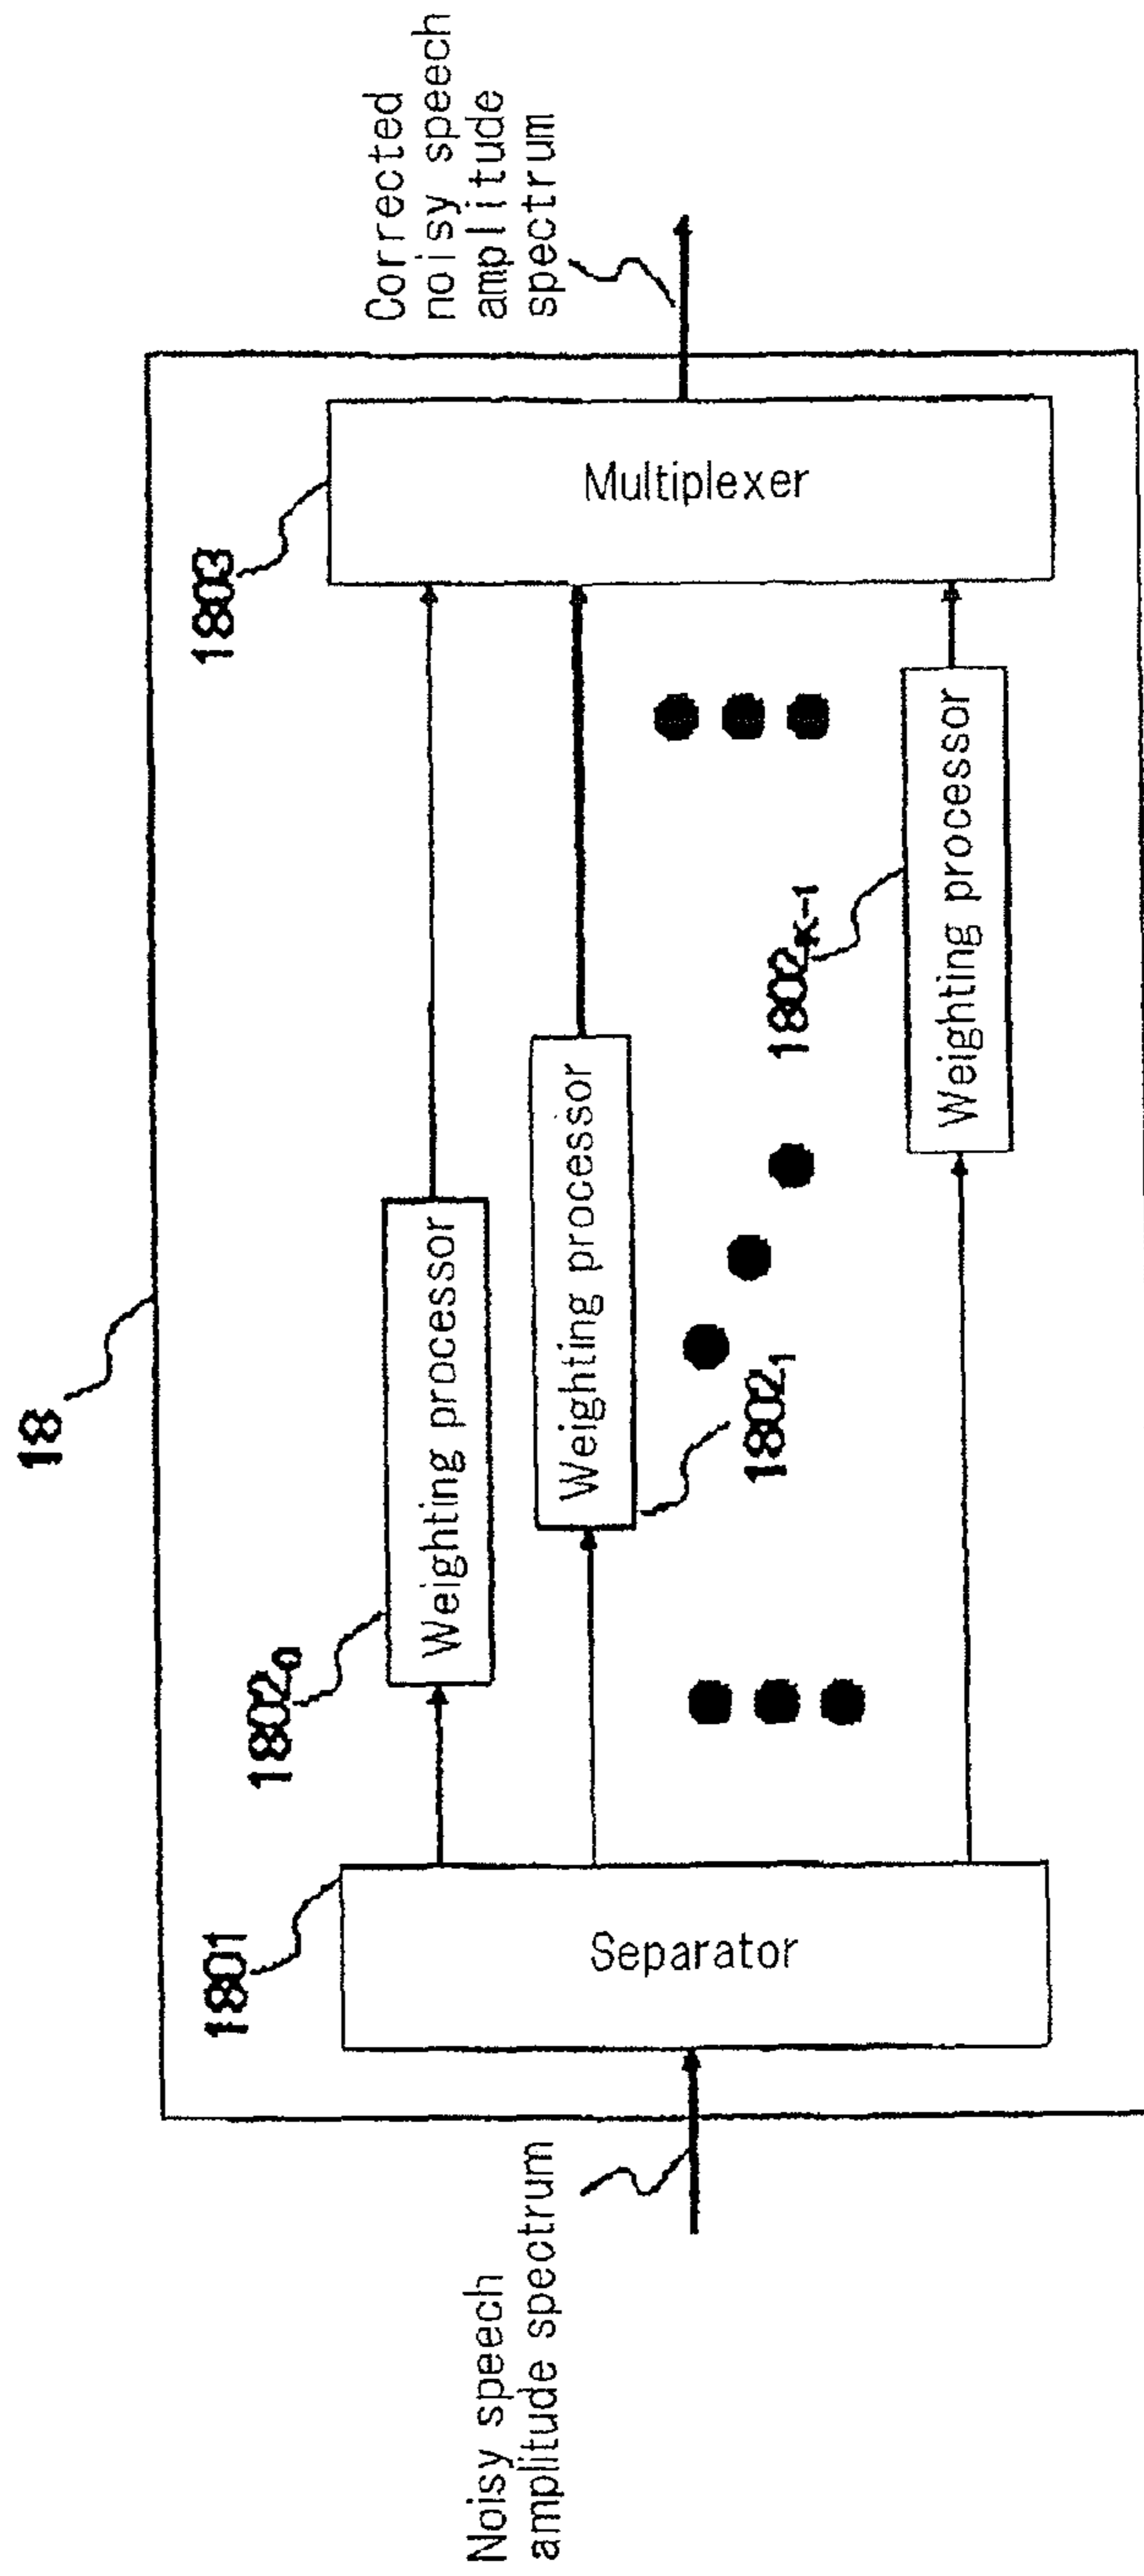 18
1801
1802₀
1803
Noisy speech
amplitude spectrum
Separator
Weighting processor
Weighting processor
1802₁
1802K-1
Weighting processor
Multiplexer
Corrected
noisy speech
amplitude
spectrum